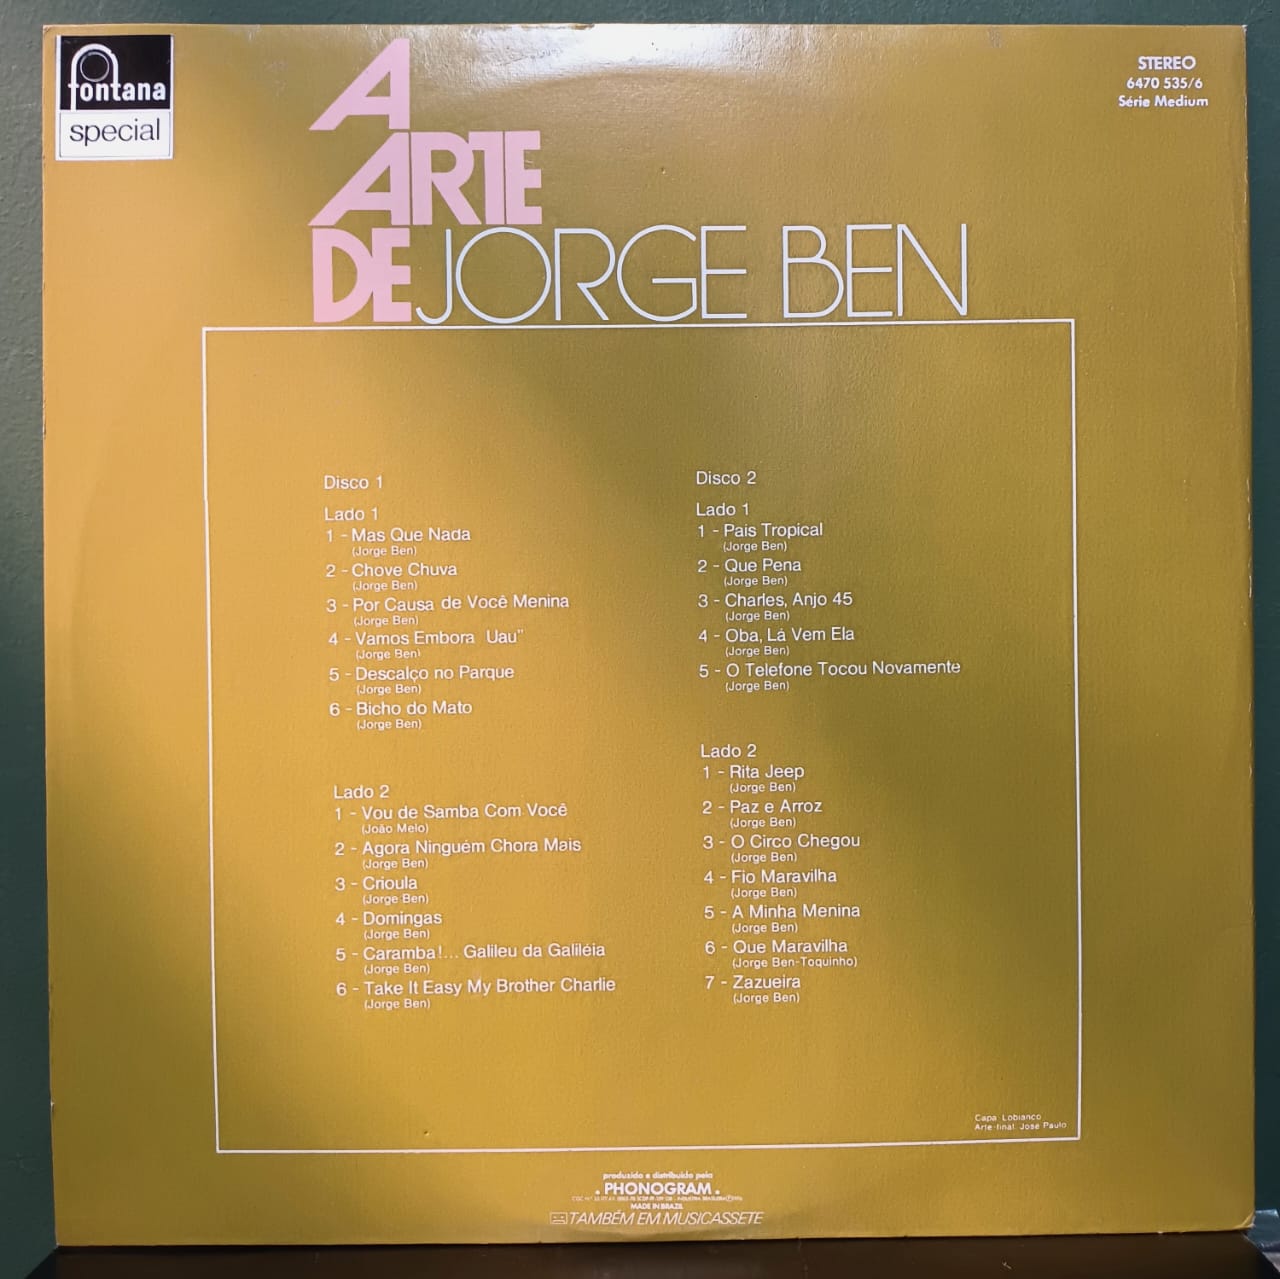 fontana
special
STEREO
6470 535/6
Série Medium
A
ARTE
DE JORGE BEN
Disco 1
Lado 1
1 - Mas Que Nada
(Jorge Ben)
2 - Chove Chuva
(Jorge Ben)
3 - Por Causa de Você Menina
(Jorge Ben)
4 - Vamos Embora Uau"
(Jorge Ben)
5 - Descalço no Parque
(Jorge Ben)
6 - Bicho do Mato
(Jorge Ben)
Lado 2
1 - Vou de Samba Com Você
(João Melo)
2 - Agora Ninguém Chora Mais
(Jorge Ben)
3 - Crioula
(Jorge Ben)
4 - Domingas
(Jorge Ben)
5 - Caramba!... Galileu da Galiléia
(Jorge Ben)
6 - Take It Easy My Brother Charlie
(Jorge Ben)
Disco 2
Lado 1
1 - Pais Tropical
(Jorge Ben)
2 - Que Pena
(Jorge Ben)
3 - Charles, Anjo 45
(Jorge Ben)
4 - Oba, Lá Vem Ela
(Jorge Ben)
5 - O Telefone Tocou Novamente
(Jorge Ben)
Lado 2
1 - Rita Jeep
(Jorge Ben)
2 - Paz e Arroz
(Jorge Ben)
3 - O Circo Chegou
(Jorge Ben)
4 - Fio Maravilha
(Jorge Ben)
5 - A Minha Menina
(Jorge Ben)
6 - Que Maravilha
(Jorge Ben-Toquinho)
7 - Zazueira
(Jorge Ben)
Capa Lobianco
Arte-final José Paulo
produzido e distribuído pela
. PHONOGRAM .
MADE IN BRAZIL
TAMBÉM EM MUSICASSETE